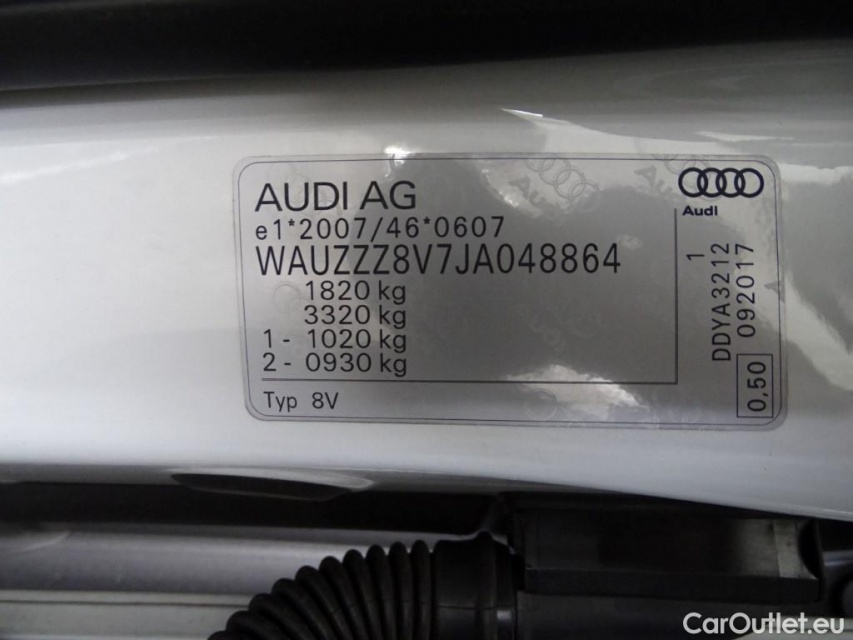 AUDI AG
e1*2007/46*0607
WAUZZZ8V7JA048864
1820 kg
3320 kg
1 - 1020 kg
2 - 0930 kg
Typ 8V
Audi
1
DDYA3212
092017
0,50
CarOutlet.eu